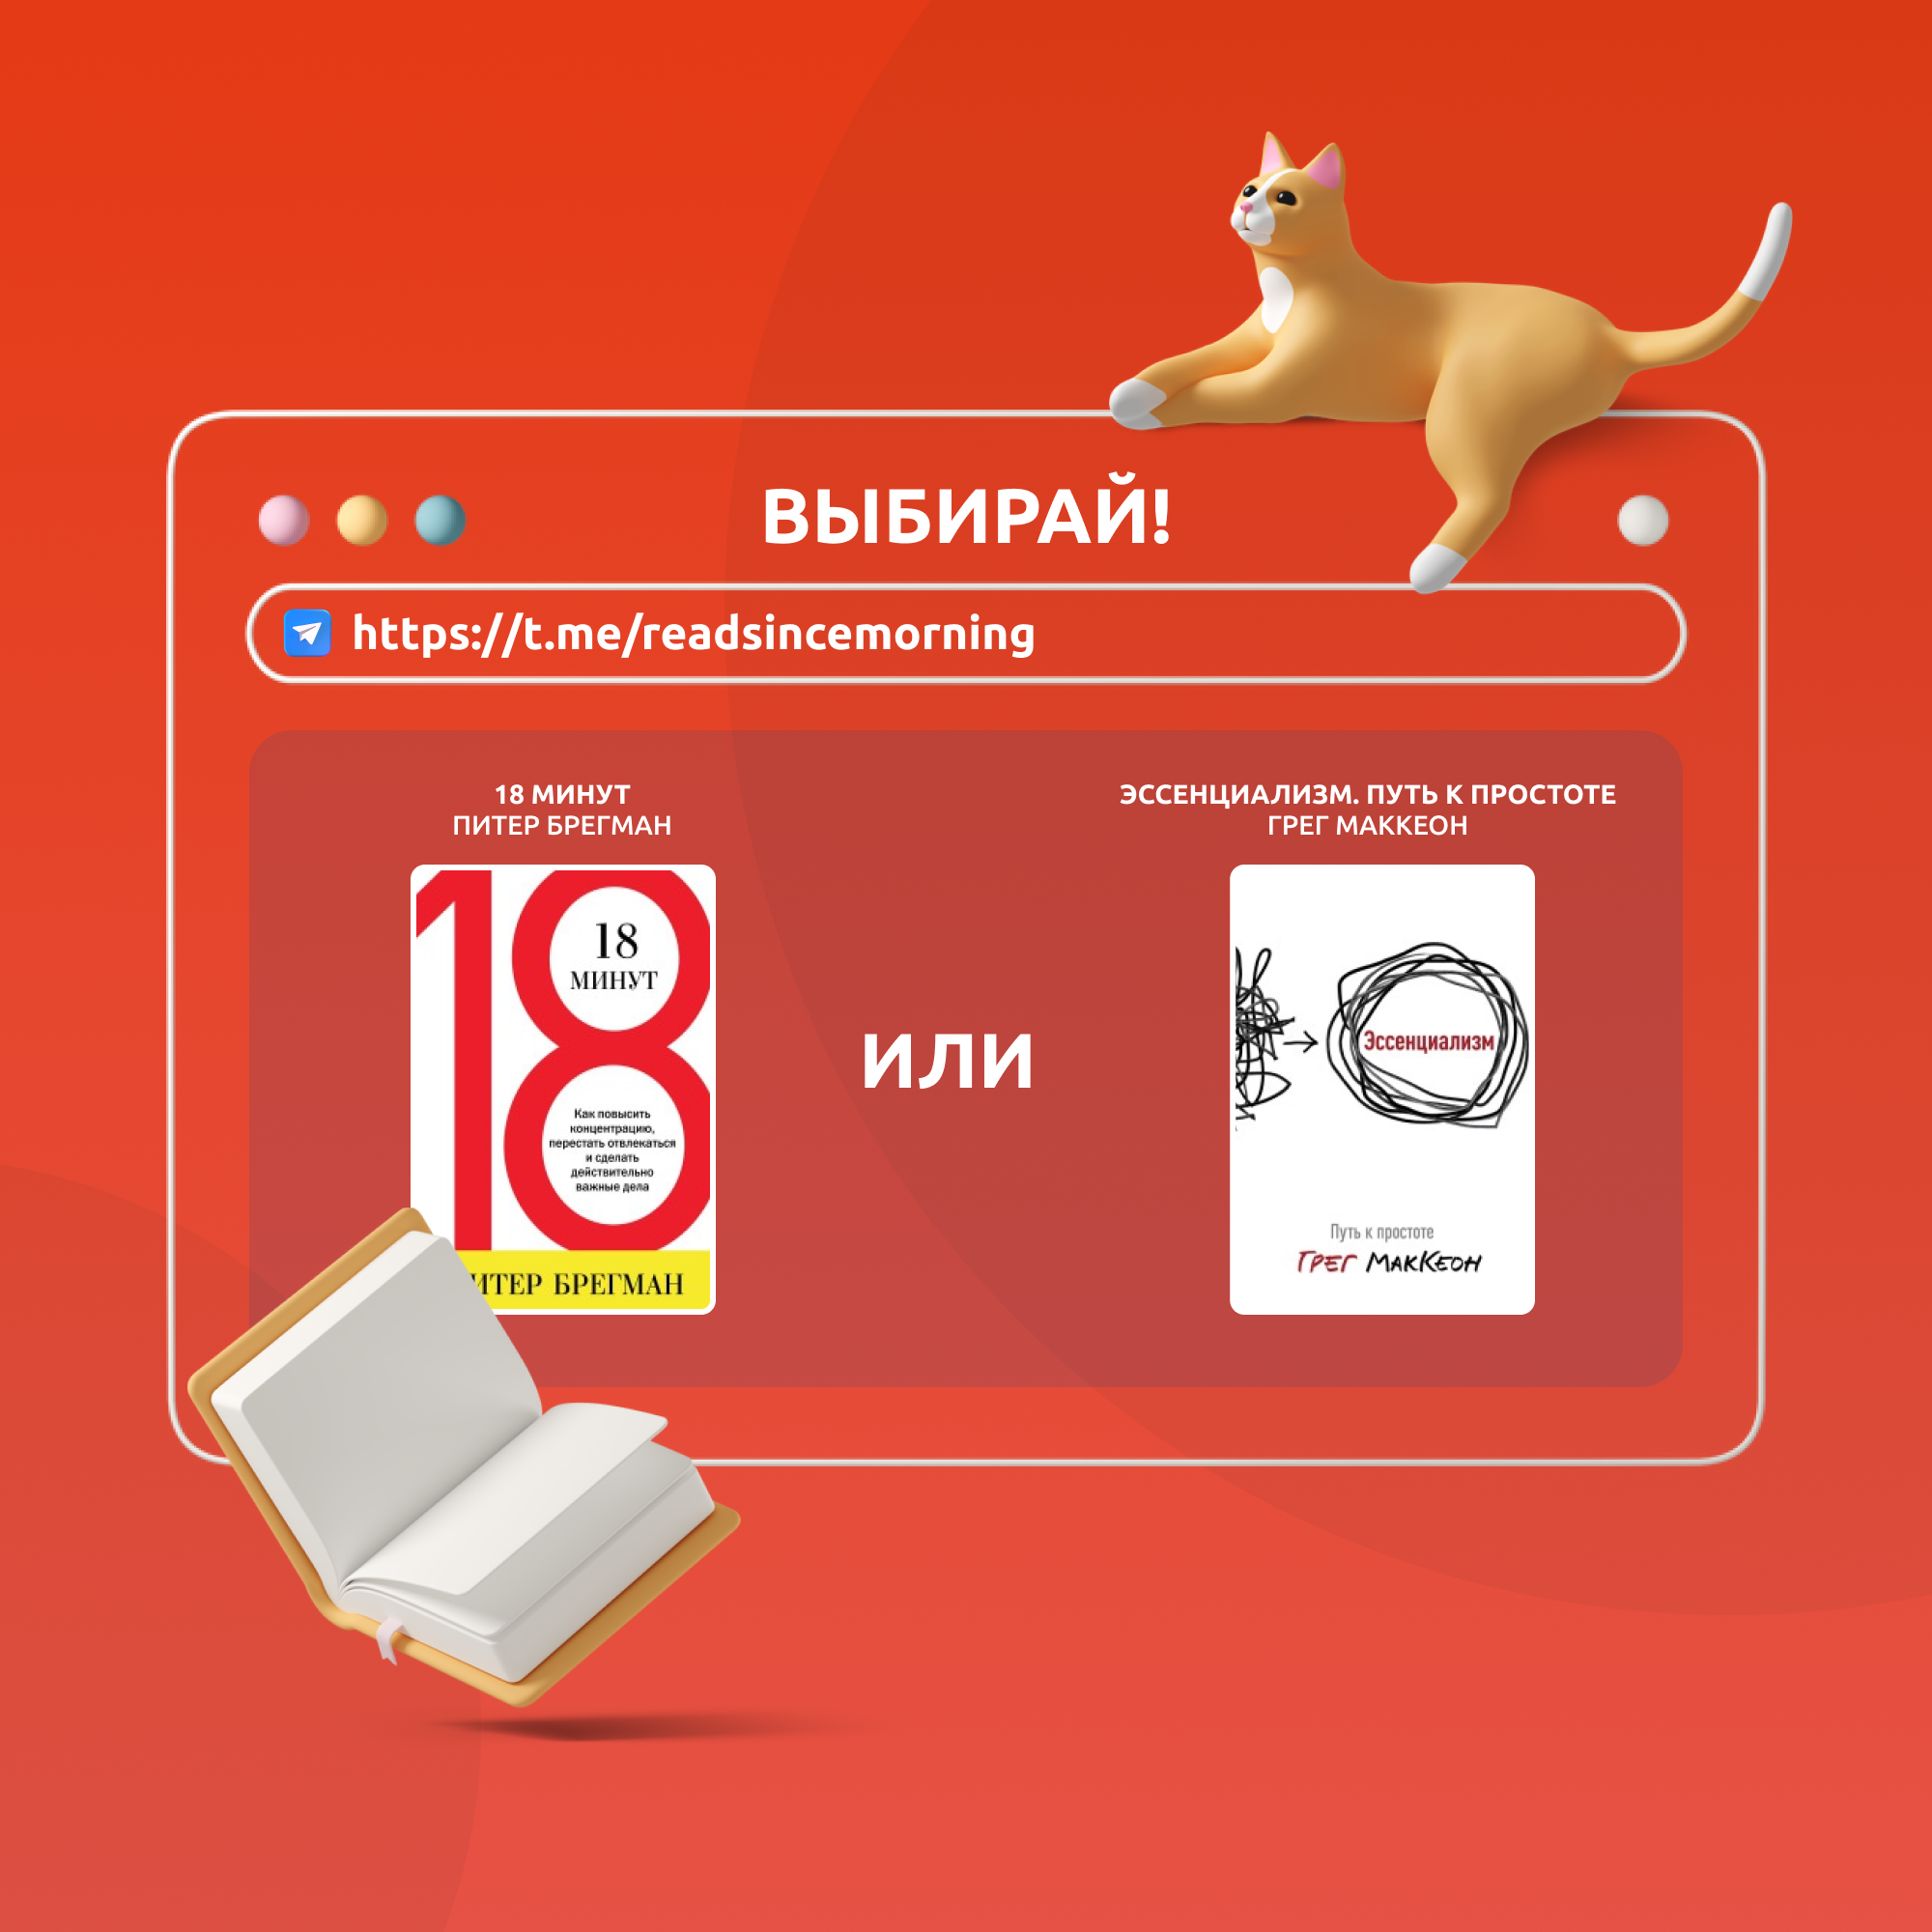 ВЫБИРАЙ!
https://t.me/readsincemorning
18 МИНУТ
ПИТЕР БРЕГМАН
18
18
МИНУТ
Как повысить
концентрацию,
перестать отвлекаться
и сделать
действительно
важные дела
ИТЕР БРЕГМАН
ИЛИ
ЭССЕНЦИАЛИЗМ. ПУТЬ К ПРОСТОТЕ
ГРЕГ МАККЕОН
Эссенциализм
Путь к простоте
ГРЕГ МАККЕОН